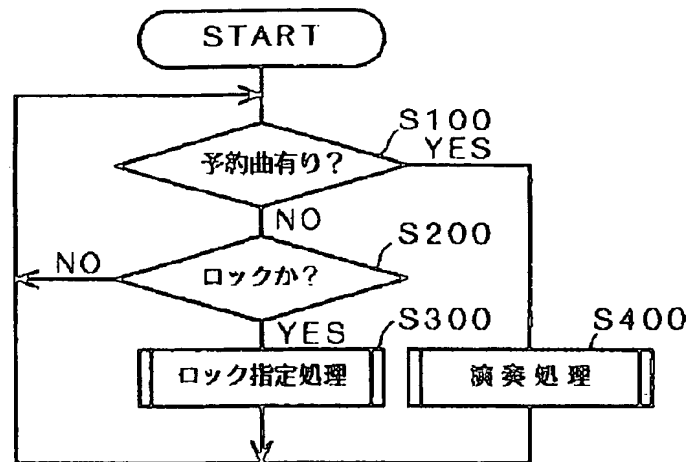 START
S100
予約曲有り?
YES
NO
S200
NO
ロックか?
YES
S300
S400
ロック指定処理
演奏処理